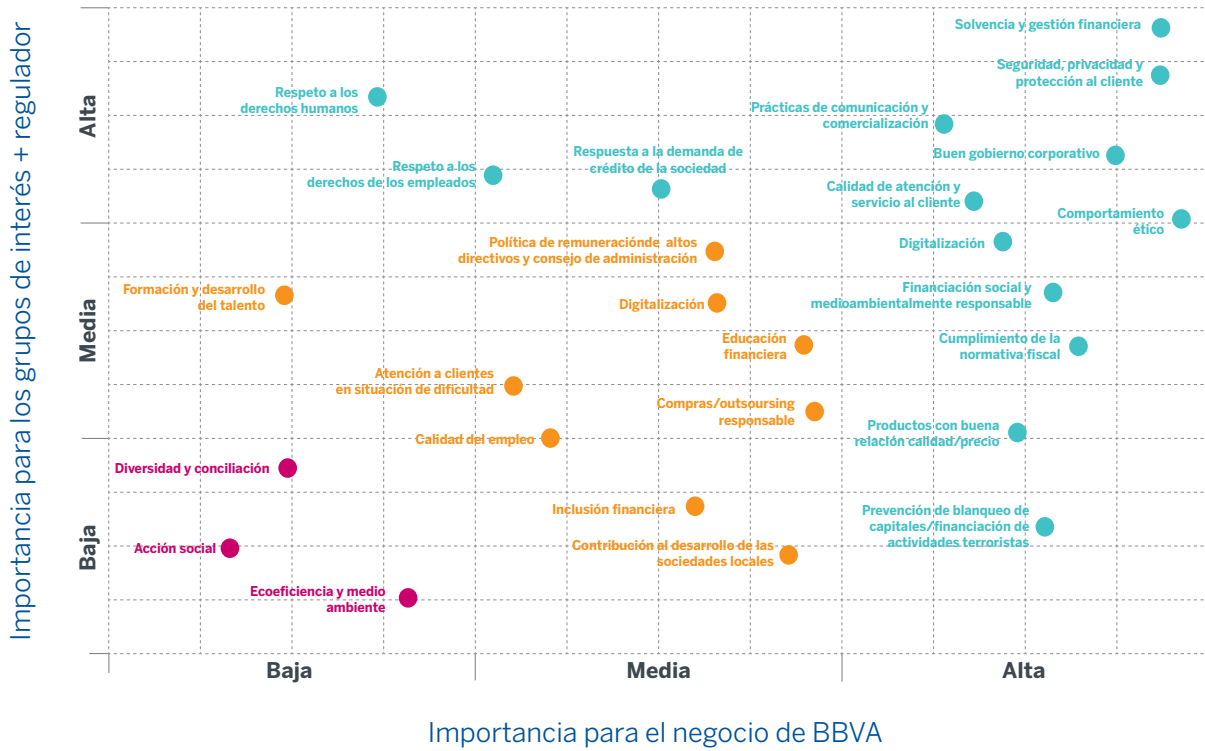 Importancia para los grupos de interés + regulador
Alta
Media
Baja
Solvencia y gestión financiera
Seguridad, privacidad y
protección al cliente
Respeto a los
derechos humanos
Prácticas de comunicación y
comercialización
Buen gobierno corporativo
Respuesta a la demanda de
crédito de la sociedad
Respeto a los
derechos de los empleados
Calidad de atención y
servicio al cliente
Comportamiento
ético
Política de remuneraciónde altos
directivos y consejo de administración
Digitalización
Formación y desarrollo
del talento
Digitalización
Financiación social y
medioambientalmente responsable
Educación
financiera
Cumplimiento de la
normativa fiscal
Atención a clientes
en situación de dificultad
Compras/outsoursing
responsable
Productos con buena
relación calidad/precio
Calidad del empleo
Diversidad y conciliación
Inclusión financiera
Prevención de blanqueo de
capitales/financiación de
actividades terroristas
Acción social
Contribución al desarrollo de las
sociedades locales
Ecoeficiencia y medio
ambiente
Baja
Media
Alta
Importancia para el negocio de BBVA